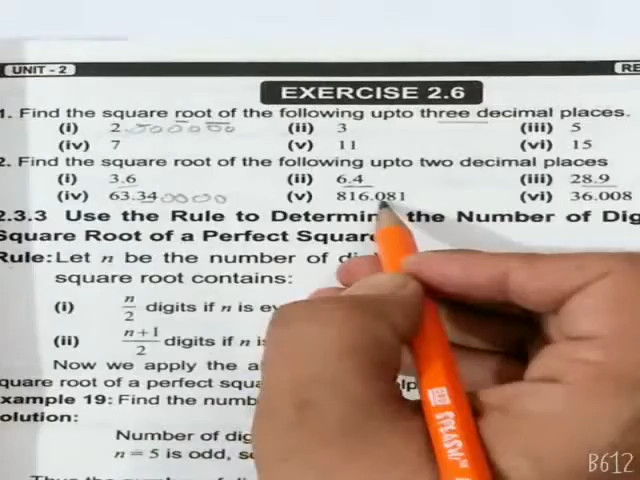 UNIT - 2
RE
EXERCISE 2.6
1. Find the square root of the following upto three decimal places.
(i) 2 .000000 (ii) 3 (iii) 5
(iv) 7 (v) 11 (vi) 15
2. Find the square root of the following upto two decimal places
(i) 3.6 (ii) 6.4 (iii) 28.9
(iv) 63.340000 (v) 816.081 (vi) 36.008
2.3.3 Use the Rule to Determin the Number of Dig
Square Root of a Perfect Square
Rule: Let n be the number of di
square root contains:
(i) n/2 digits if n is ev
(ii) n+1/2 digits if n i
Now we apply the a
quare root of a perfect squa elp
xample 19: Find the numb
olution:
Number of dig
n = 5 is odd, s
SPLASH
B612